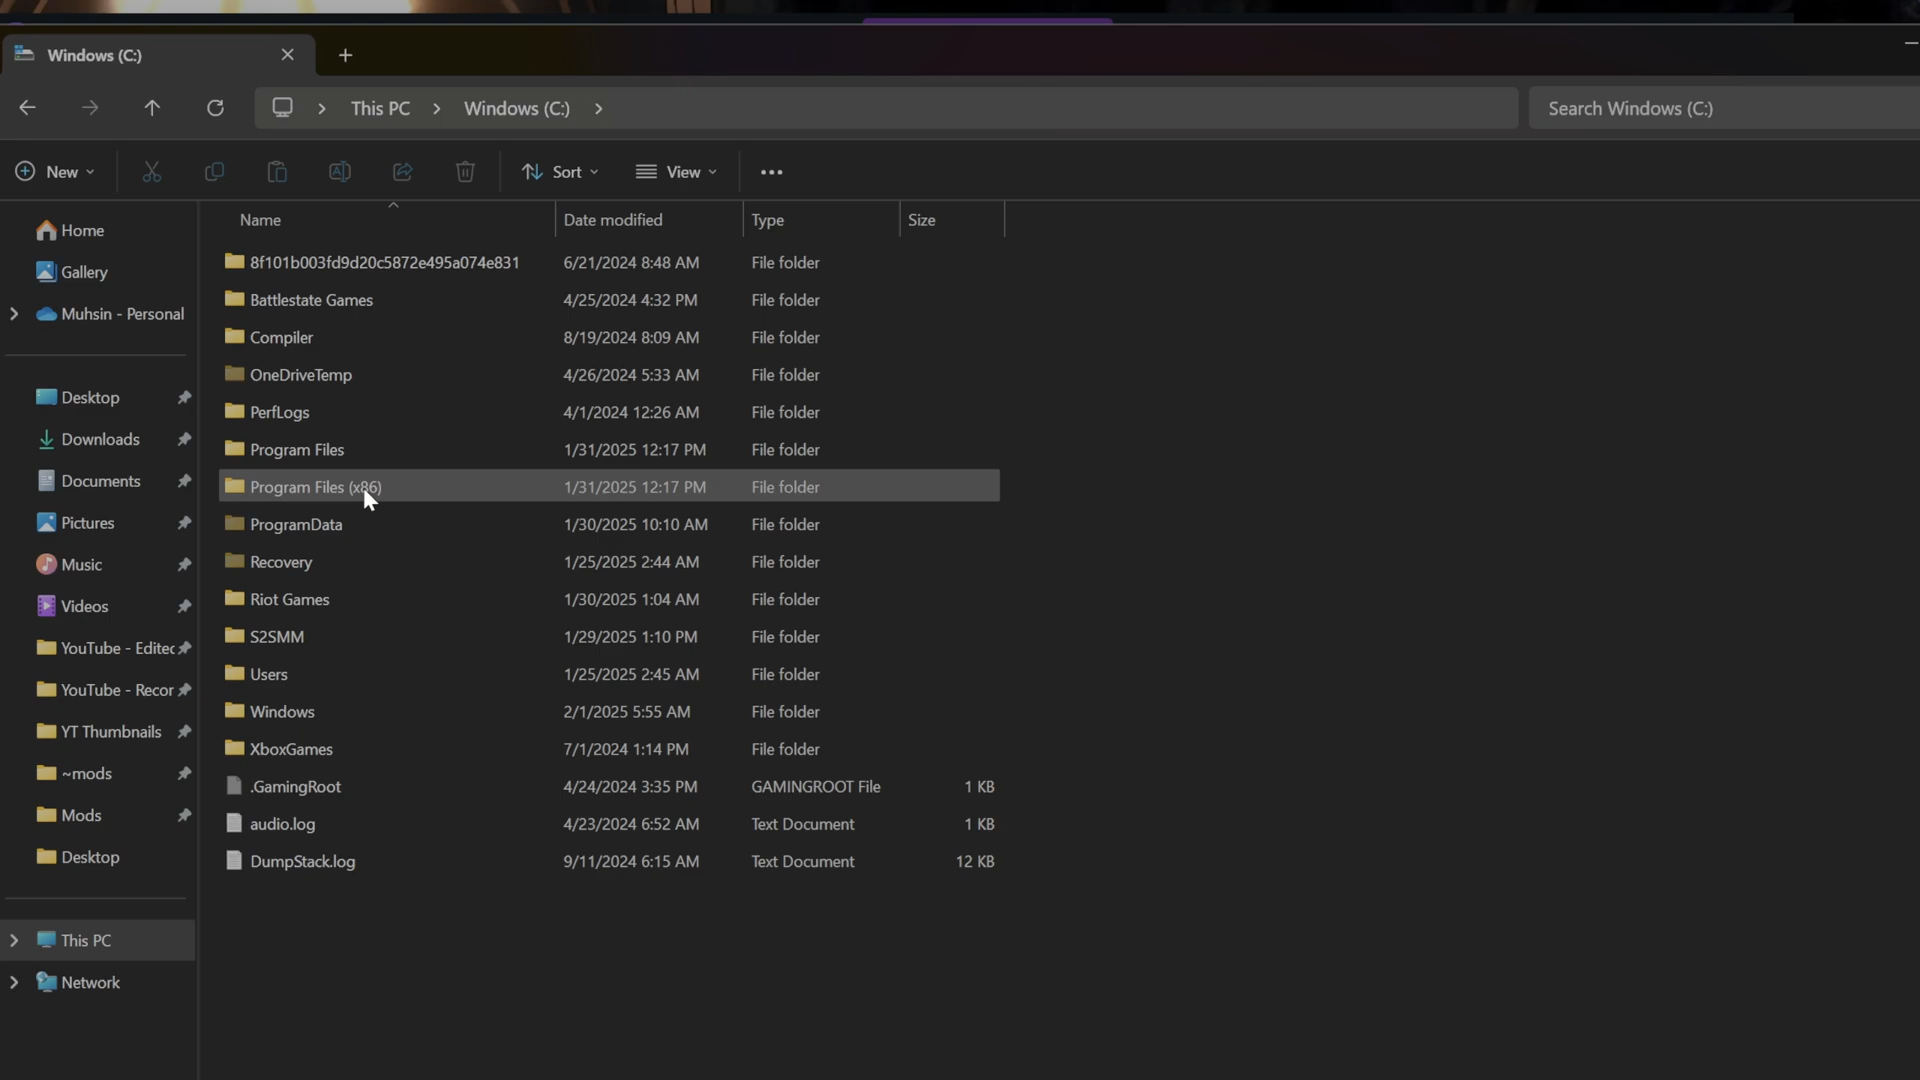 Windows (C:)
This PC > Windows (C:) >
Search Windows (C:)
New
Sort
View
Name Date modified Type Size
Home
Gallery
Muhsin - Personal
Desktop
Downloads
Documents
Pictures
Music
Videos
YouTube - Editec
YouTube - Recor
YT Thumbnails
~mods
Mods
Desktop
This PC
Network
8f101b003fd9d20c5872e495a074e831 6/21/2024 8:48 AM File folder
Battlestate Games 4/25/2024 4:32 PM File folder
Compiler 8/19/2024 8:09 AM File folder
OneDriveTemp 4/26/2024 5:33 AM File folder
PerfLogs 4/1/2024 12:26 AM File folder
Program Files 1/31/2025 12:17 PM File folder
Program Files (x86) 1/31/2025 12:17 PM File folder
ProgramData 1/30/2025 10:10 AM File folder
Recovery 1/25/2025 2:44 AM File folder
Riot Games 1/30/2025 1:04 AM File folder
S2SMM 1/29/2025 1:10 PM File folder
Users 1/25/2025 2:45 AM File folder
Windows 2/1/2025 5:55 AM File folder
XboxGames 7/1/2024 1:14 PM File folder
.GamingRoot 4/24/2024 3:35 PM GAMINGROOT File 1 KB
audio.log 4/23/2024 6:52 AM Text Document 1 KB
DumpStack.log 9/11/2024 6:15 AM Text Document 12 KB